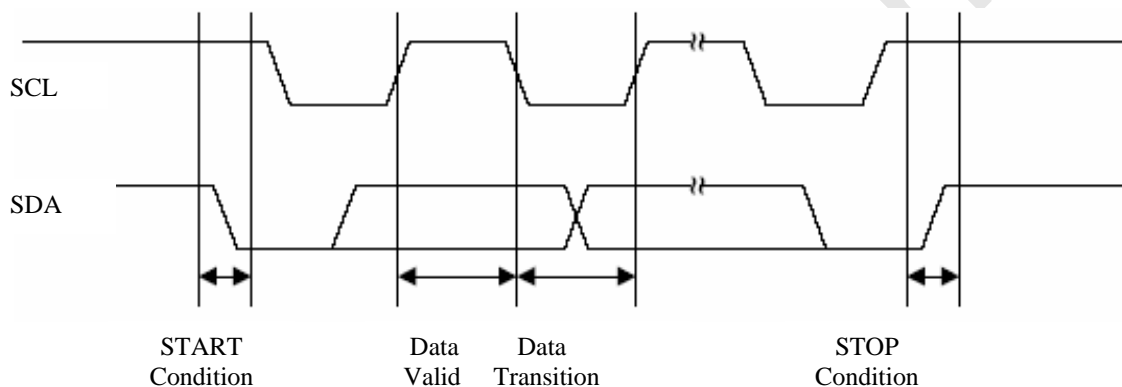 SCL
SDA
START
Condition
Data
Valid
Data
Transition
STOP
Condition